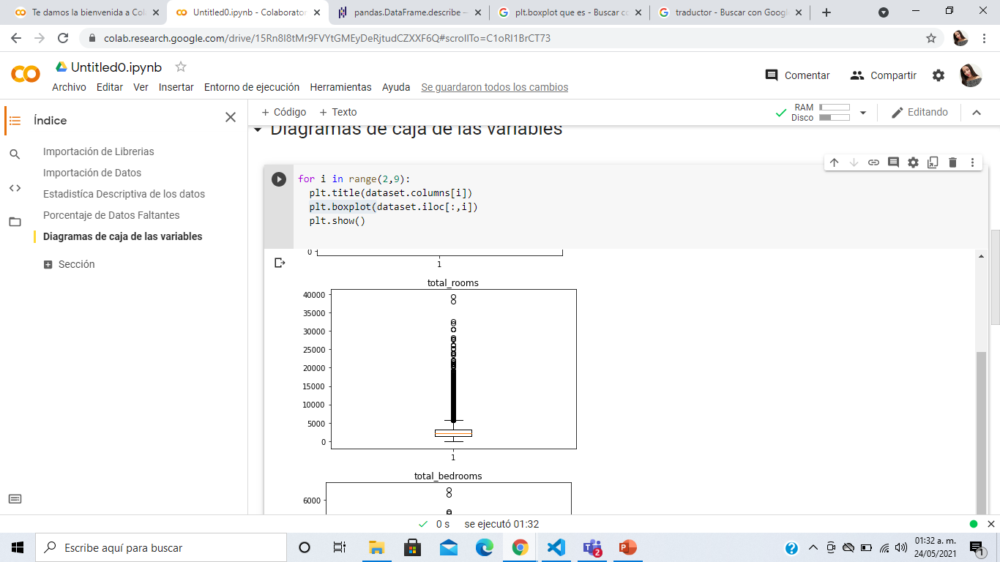 Te damos la bienvenida a Col
Untitled0.ipynb - Colaborator
pandas.DataFrame.describe —
plt.boxplot que es - Buscar co
traductor - Buscar con Google
colab.research.google.com/drive/15Rn8I8tMr9FVYtGMEyDeRjtudCZXXF6Q#scrollTo=C1oRI1BrCT73
Untitled0.ipynb
Archivo Editar Ver Insertar Entorno de ejecución Herramientas Ayuda Se guardaron todos los cambios
Comentar Compartir
Índice
Importación de Librerias
Importación de Datos
Estadistíca Descriptiva de los datos
Porcentaje de Datos Faltantes
Diagramas de caja de las variables
Sección
+ Código + Texto
RAM
Disco
Editando
Diagramas de caja de las variables
for i in range(2,9):
plt.title(dataset.columns[i])
plt.boxplot(dataset.iloc[:,i])
plt.show()
0
1
total_rooms
40000
35000
30000
25000
20000
15000
10000
5000
0
1
total_bedrooms
6000
0 s se ejecutó 01:32
Escribe aquí para buscar
2
01:32 a. m.
24/05/2021
1